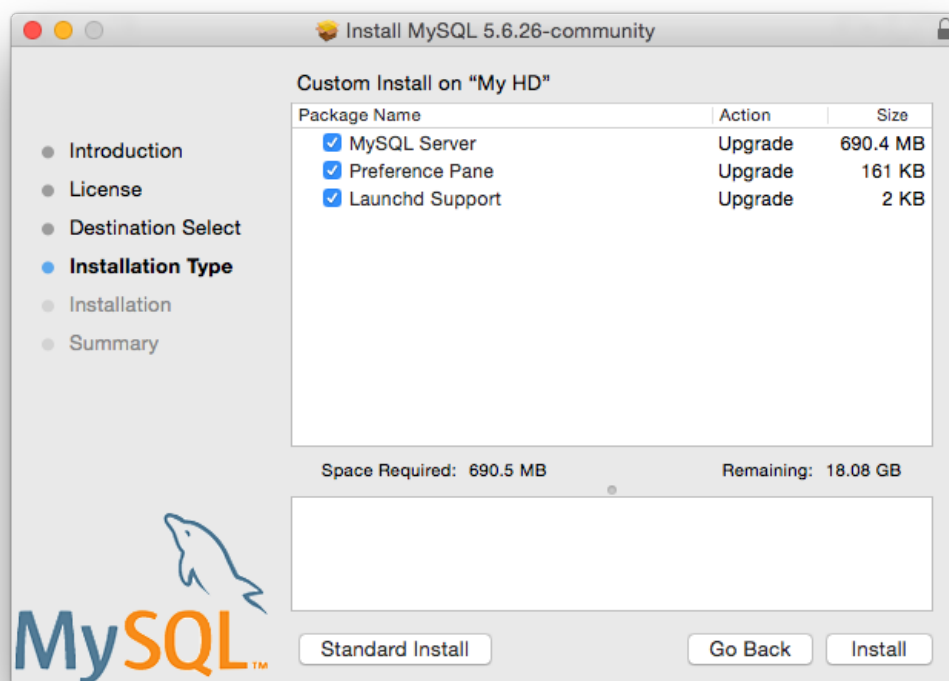 Install MySQL 5.6.26-community
Introduction
License
Destination Select
Installation Type
Installation
Summary
Custom Install on “My HD”
Package Name Action Size
MySQL Server Upgrade 690.4 MB
Preference Pane Upgrade 161 KB
Launchd Support Upgrade 2 KB
Space Required: 690.5 MB Remaining: 18.08 GB
MySQL™
Standard Install Go Back Install